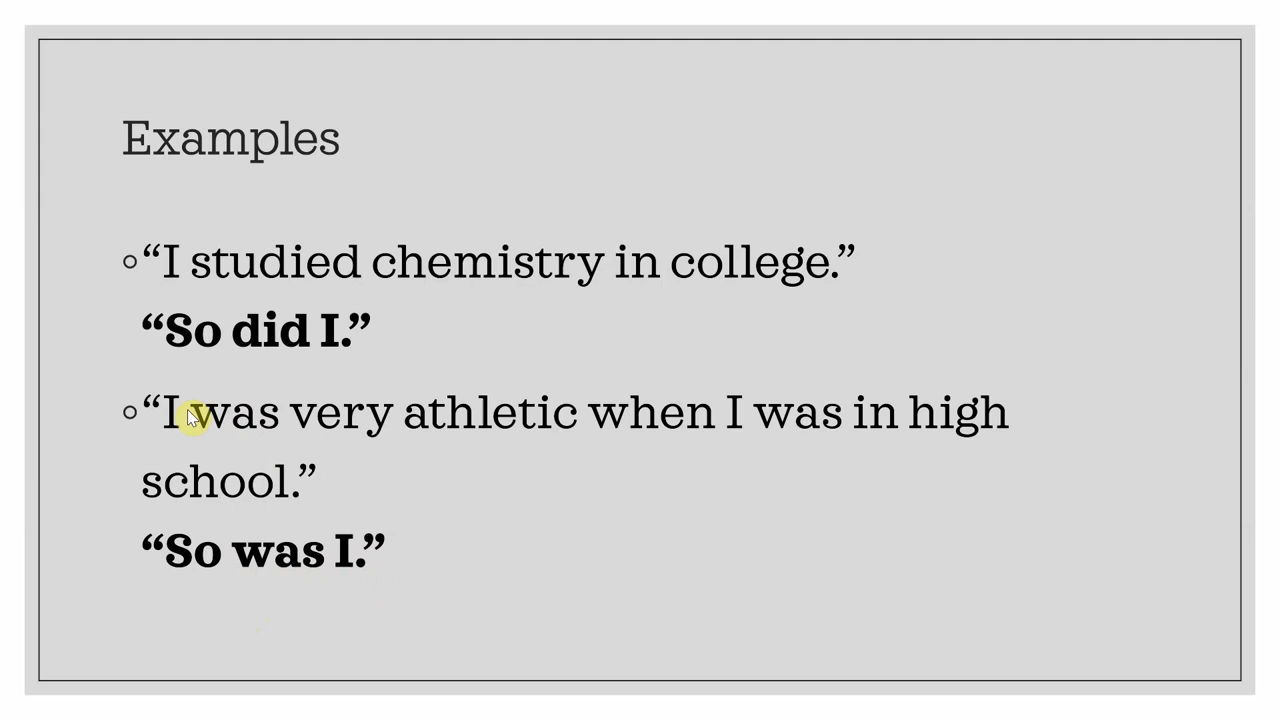 Examples
“I studied chemistry in college.”
“So did I.”
“I was very athletic when I was in high
school.”
“So was I.”